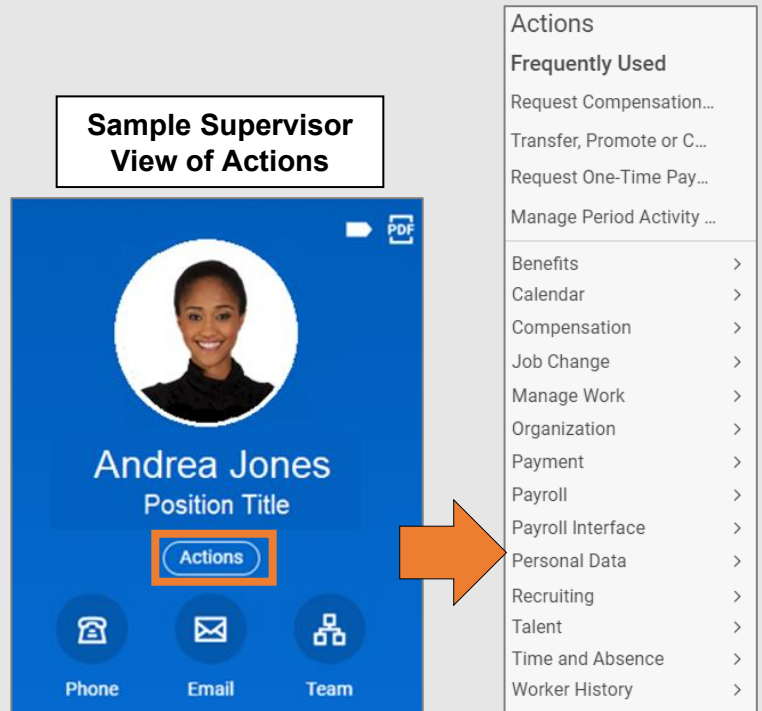 Sample Supervisor
View of Actions
PDF
Andrea Jones
Position Title
Actions
Phone
Email
Team
Actions
Frequently Used
Request Compensation...
Transfer, Promote or C...
Request One-Time Pay...
Manage Period Activity ...
Benefits
Calendar
Compensation
Job Change
Manage Work
Organization
Payment
Payroll
Payroll Interface
Personal Data
Recruiting
Talent
Time and Absence
Worker History